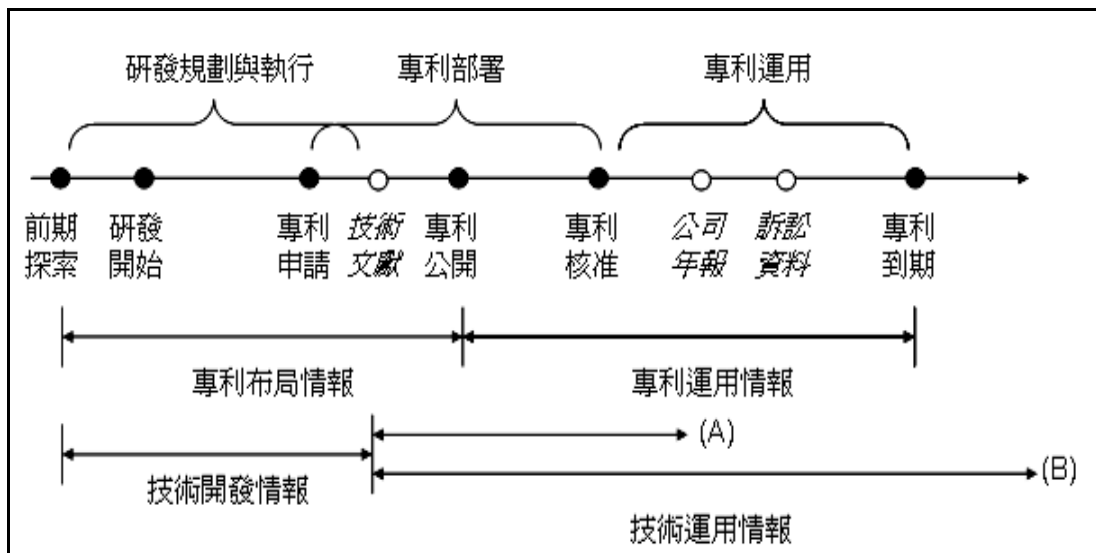 研發規劃與執行 專利部署 專利運用
前期 研發 專利 技術 專利 專利 公司 訴訟 專利
探索 開始 申請 文獻 公開 核准 年報 資料 到期
專利布局情報 專利運用情報
(A)
(B)
技術開發情報
技術運用情報